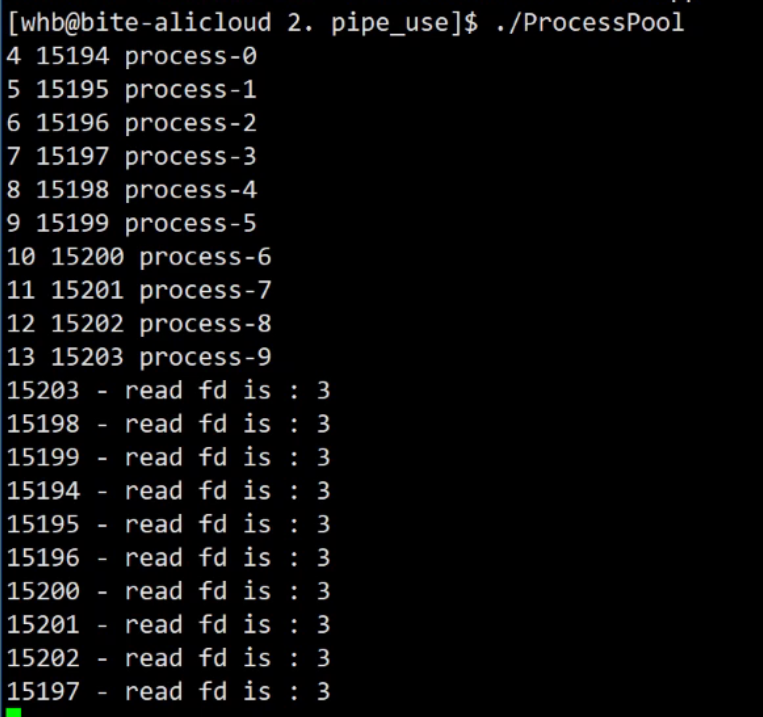 [whb@bite-alicloud 2. pipe_use]$ ./ProcessPool
4 15194 process-0
5 15195 process-1
6 15196 process-2
7 15197 process-3
8 15198 process-4
9 15199 process-5
10 15200 process-6
11 15201 process-7
12 15202 process-8
13 15203 process-9
15203 - read fd is : 3
15198 - read fd is : 3
15199 - read fd is : 3
15194 - read fd is : 3
15195 - read fd is : 3
15196 - read fd is : 3
15200 - read fd is : 3
15201 - read fd is : 3
15202 - read fd is : 3
15197 - read fd is : 3